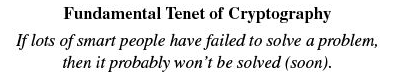 Fundamental Tenet of Cryptography
If lots of smart people have failed to solve a problem,
then it probably won't be solved (soon).